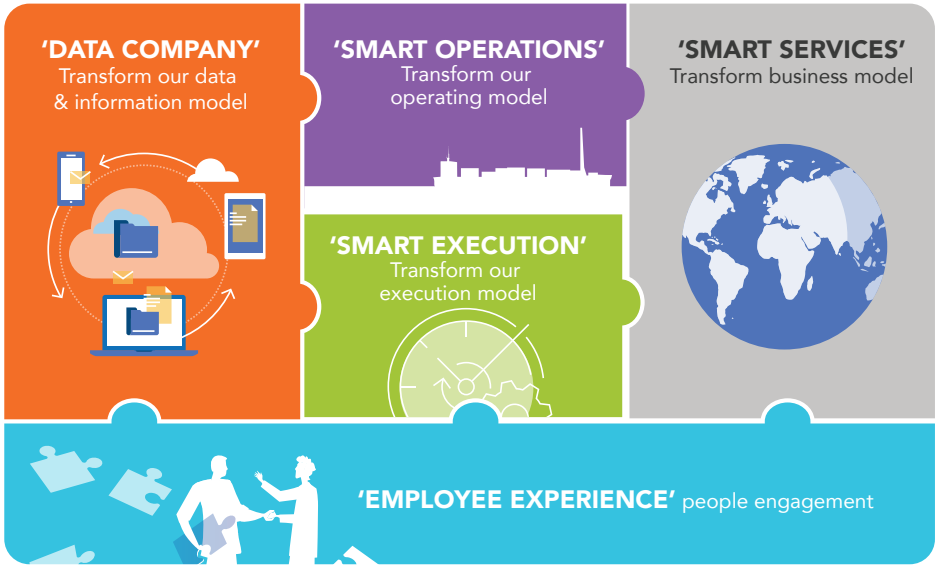 'DATA COMPANY'
Transform our data
& information model
'SMART OPERATIONS'
Transform our
operating model
'SMART SERVICES'
Transform business model
'SMART EXECUTION'
Transform our
execution model
'EMPLOYEE EXPERIENCE' people engagement